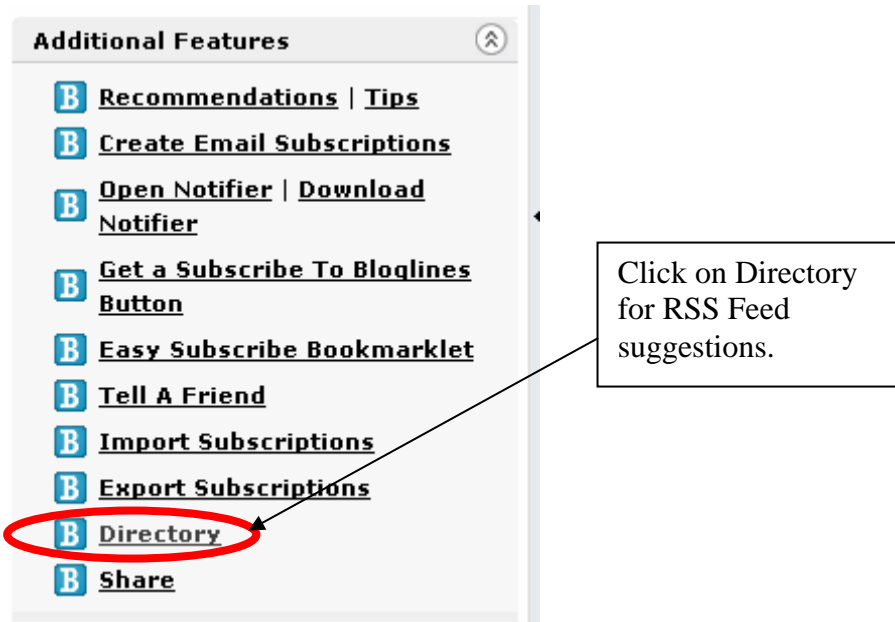 Additional Features
B Recommendations | Tips
B Create Email Subscriptions
B Open Notifier | Download
Notifier
B Get a Subscribe To Bloglines
Button
B Easy Subscribe Bookmarklet
B Tell A Friend
B Import Subscriptions
B Export Subscriptions
B Directory
B Share
Click on Directory
for RSS Feed
suggestions.